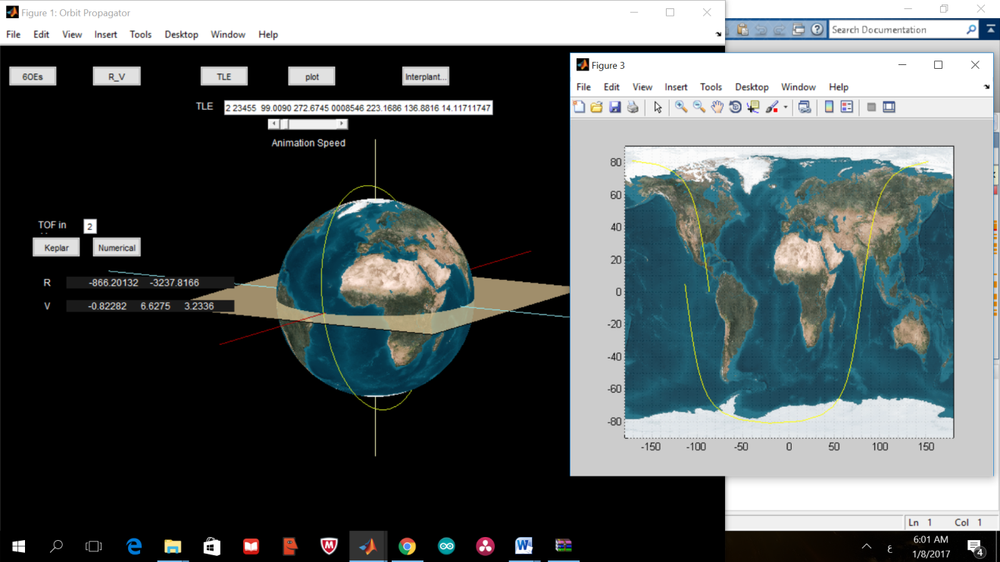 Figure 1: Orbit Propagator
File Edit View Insert Tools Desktop Window Help
6OEs R_V TLE plot Interplant...
TLE 2 23455 99.0090 272.6745 0008546 223.1686 136.8816 14.11711747
Animation Speed
TOF in 2
Keplar Numerical
R -866.20132 -3237.8166
V -0.82282 6.6275 3.2336
Search Documentation
Figure 3
File Edit View Insert Tools Desktop Window Help
80
60
40
20
0
-20
-40
-60
-80
-150 -100 -50 0 50 100 150
Ln 1 Col 1
ع
6:01 AM
1/8/2017
4